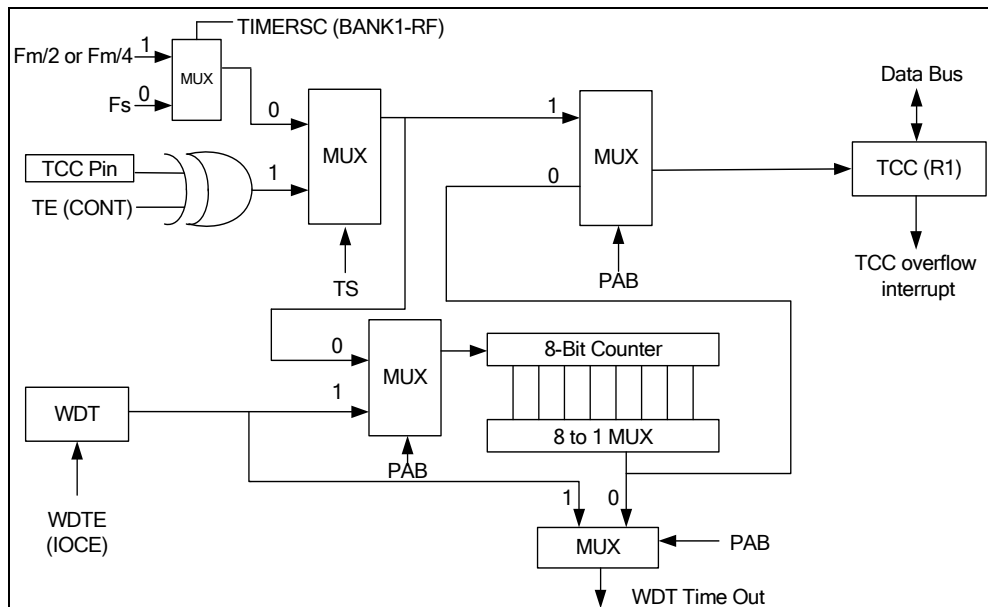 TIMERSC (BANK1-RF)
Fm/2 or Fm/4
1
MUX
Fs
0
0
MUX
TCC Pin
1
TE (CONT)
TS
1
MUX
0
PAB
Data Bus
TCC (R1)
TCC overflow
interrupt
0
MUX
1
PAB
8-Bit Counter
8 to 1 MUX
WDT
WDTE
(IOCE)
1
0
MUX
PAB
WDT Time Out